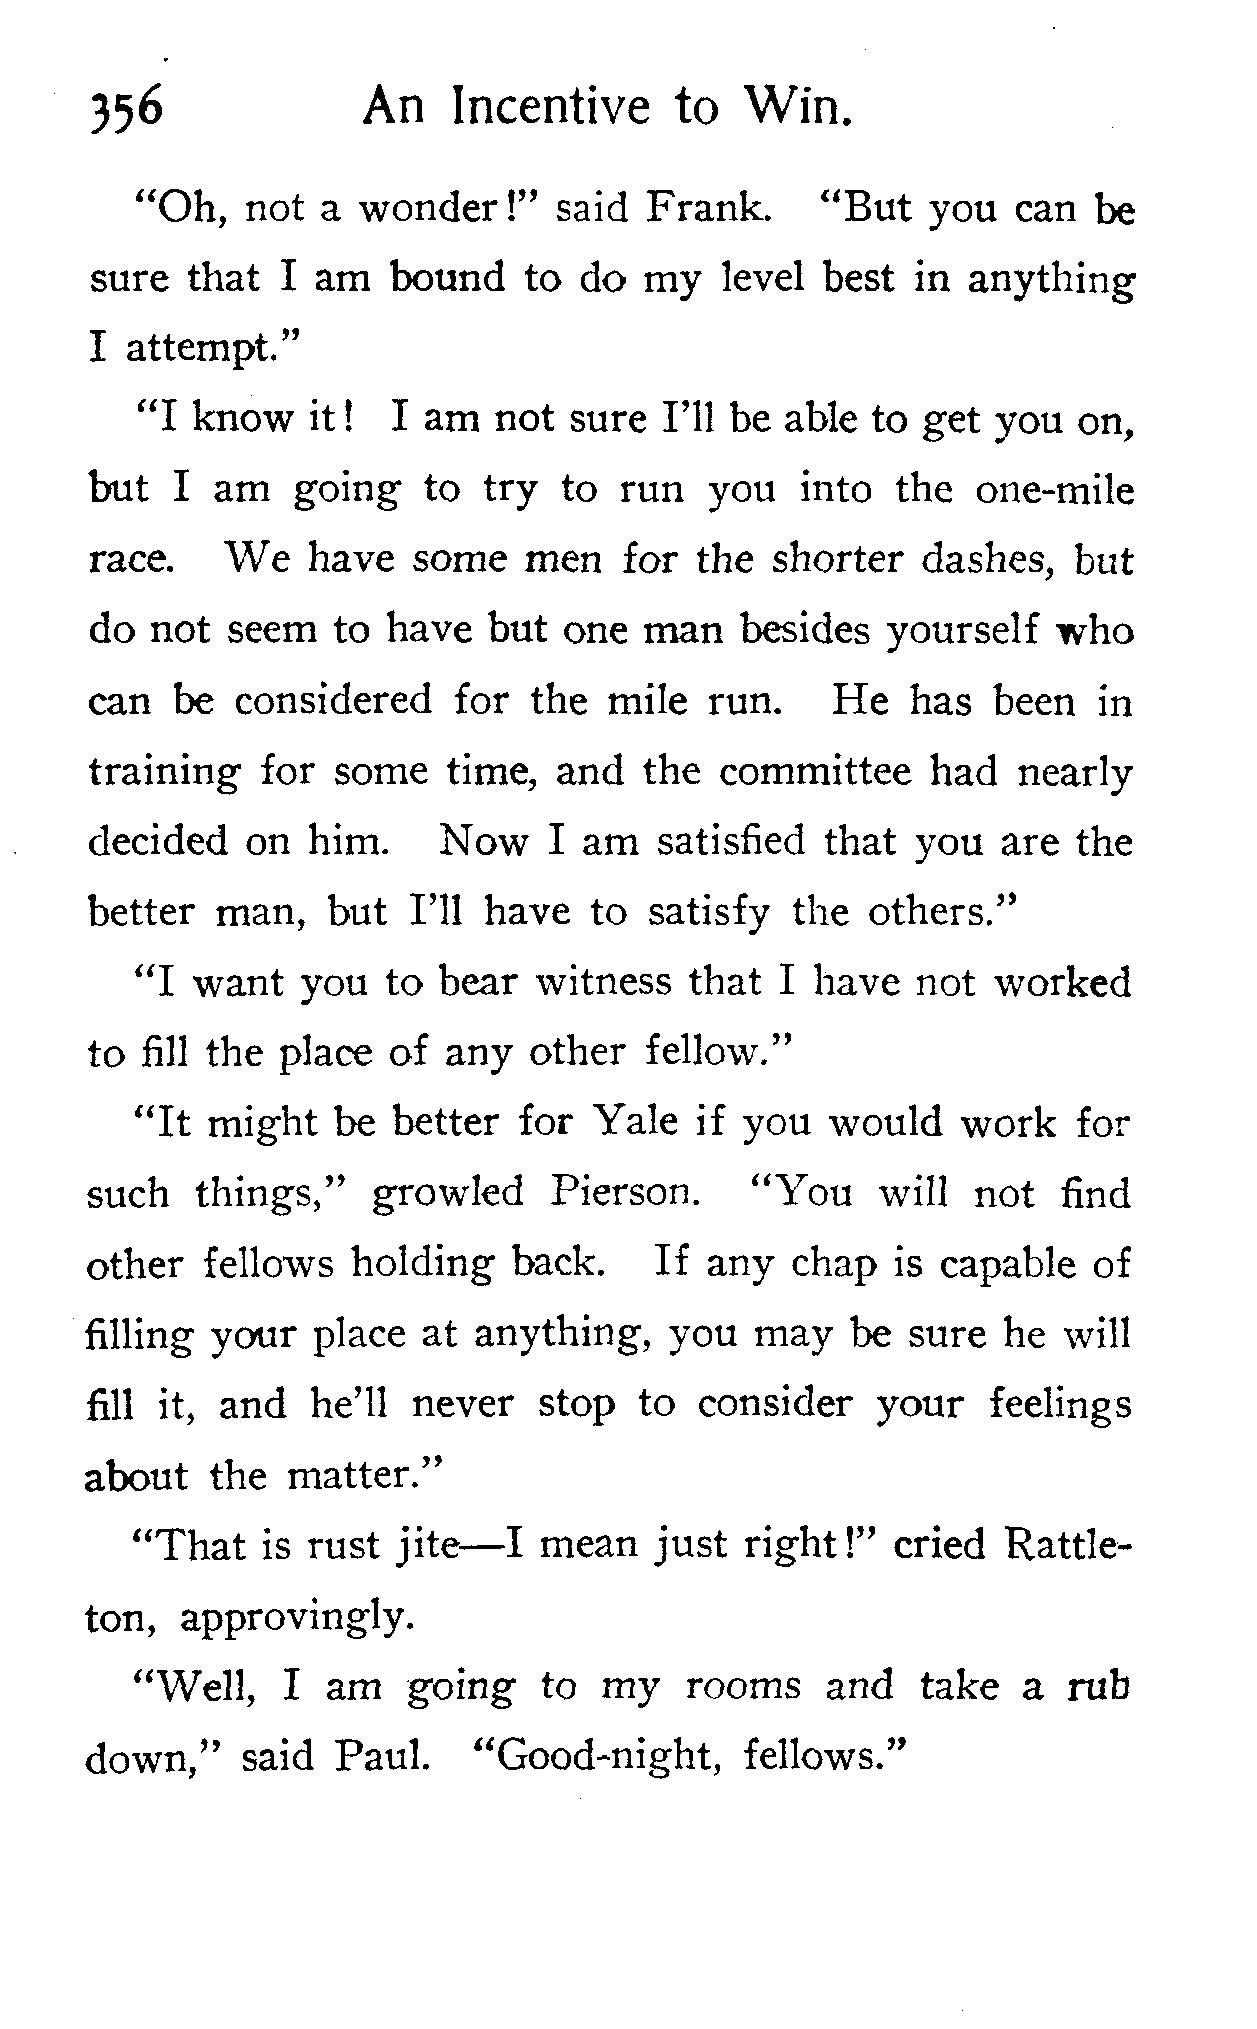 356 An Incentive to Win.
“Oh, not a wonder!” said Frank. “But you can be
sure that I am bound to do my level best in anything
I attempt.”
“I know it! I am not sure I’ll be able to get you on,
but I am going to try to run you into the one-mile
race. We have some men for the shorter dashes, but
do not seem to have but one man besides yourself who
can be considered for the mile run. He has been in
training for some time, and the committee had nearly
decided on him. Now I am satisfied that you are the
better man, but I’ll have to satisfy the others.”
“I want you to bear witness that I have not worked
to fill the place of any other fellow.”
“It might be better for Yale if you would work for
such things,” growled Pierson. “You will not find
other fellows holding back. If any chap is capable of
filling your place at anything, you may be sure he will
fill it, and he’ll never stop to consider your feelings
about the matter.”
“That is rust jite—I mean just right!” cried Rattle-
ton, approvingly.
“Well, I am going to my rooms and take a rub
down,” said Paul. “Good-night, fellows.”